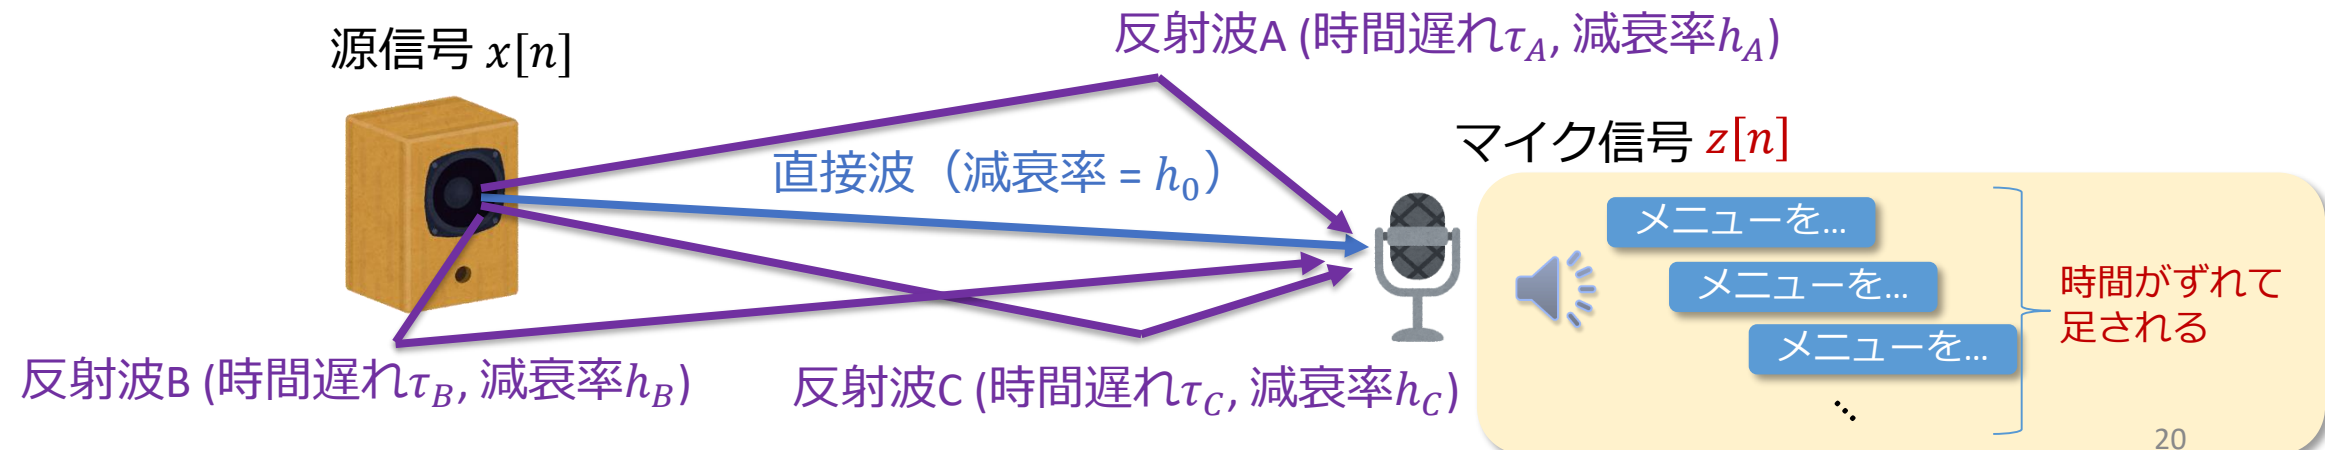 反射波A (時間遅れτ_A, 減衰率h_A)
源信号 x[n]
マイク信号 z[n]
直接波（減衰率 = h_0）
メニューを...
メニューを...
メニューを...
⋱
時間がずれて
足される
反射波B (時間遅れτ_B, 減衰率h_B)
反射波C (時間遅れτ_C, 減衰率h_C)
20